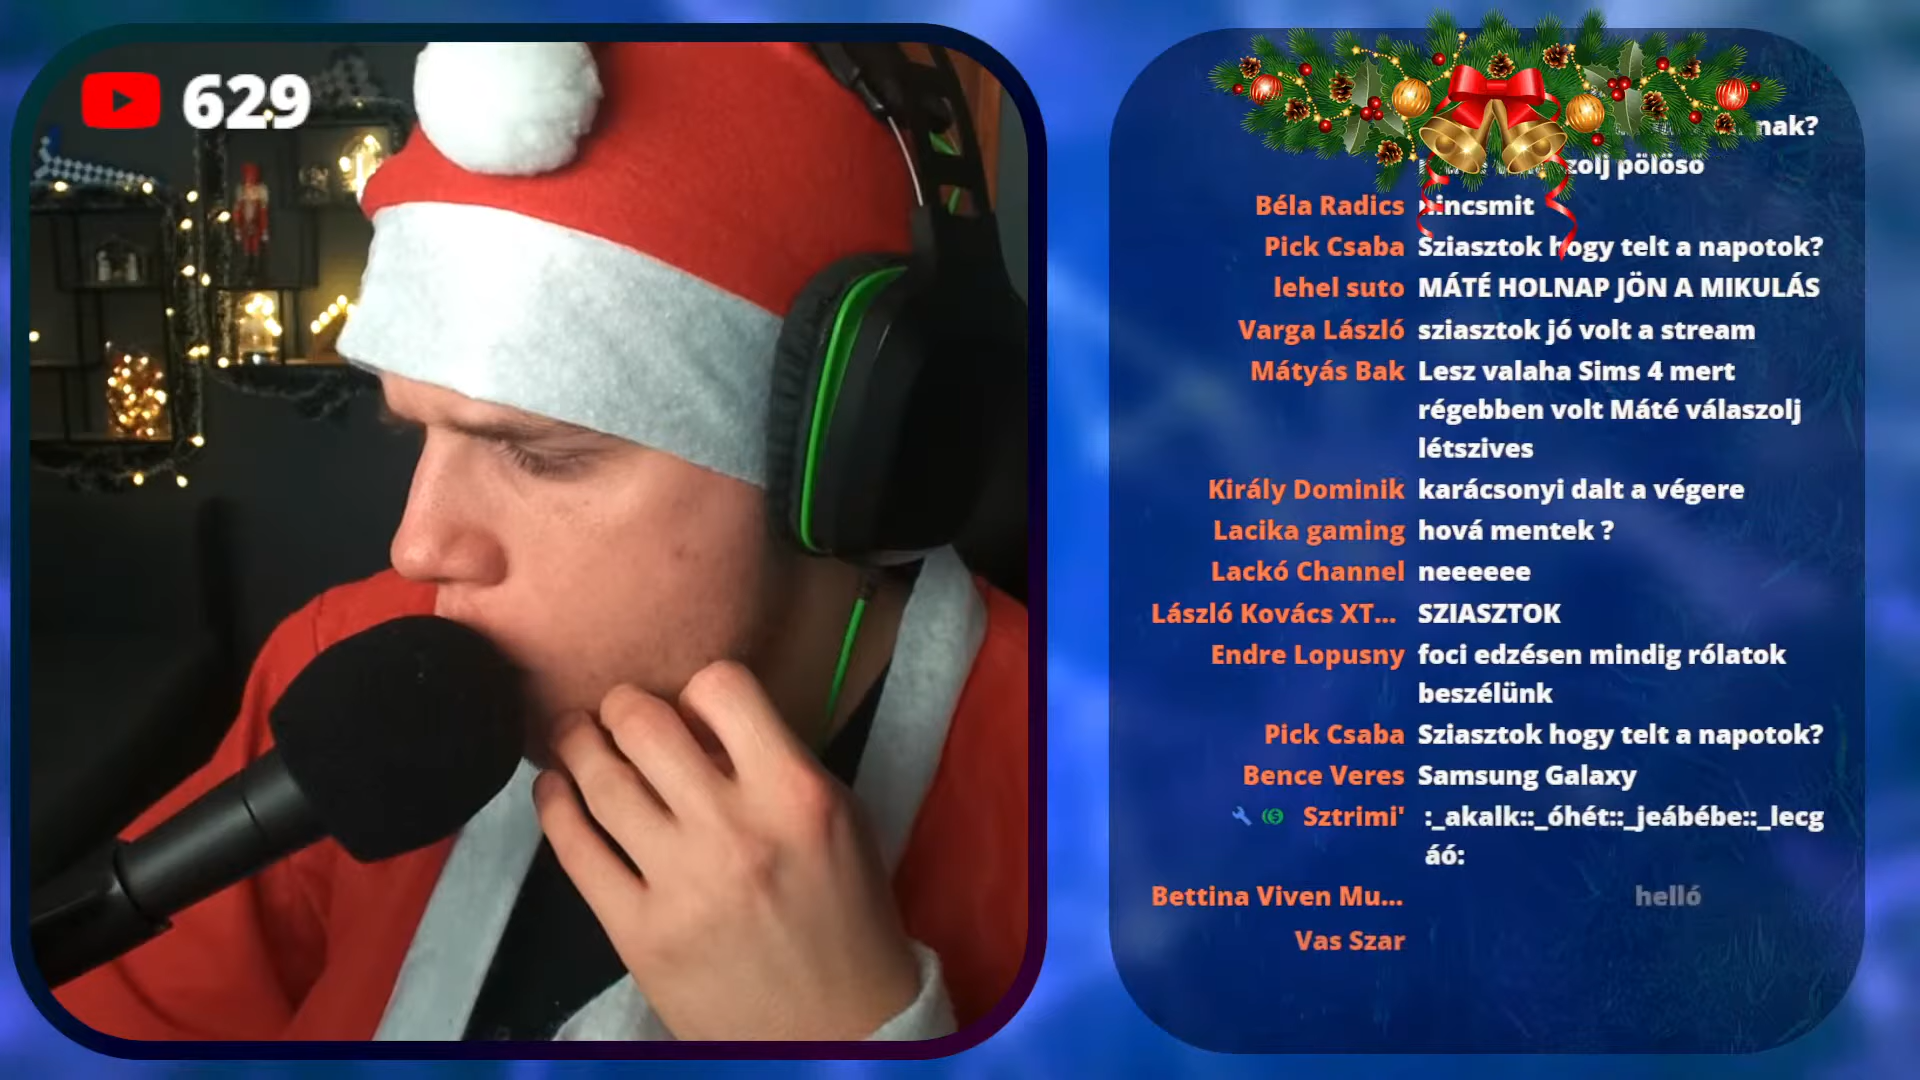 629
nak?
zolj pölösö
Béla Radics nincsmit
Pick Csaba Sziasztok hogy telt a napotok?
lehel suto MÁTÉ HOLNAP JÖN A MIKULÁS
Varga László sziasztok jó volt a stream
Mátyás Bak Lesz valaha Sims 4 mert
régebben volt Máté válaszolj
létszives
Király Dominik karácsonyi dalt a végere
Lacika gaming hová mentek ?
Lackó Channel neeeeee
László Kovács XT... SZIASZTOK
Endre Lopusny foci edzésen mindig rólatok
beszélünk
Pick Csaba Sziasztok hogy telt a napotok?
Bence Veres Samsung Galaxy
Sztrimi' :_akalk::_óhét::_jeábébe::_lecg
áó:
Bettina Viven Mu... helló
Vas Szar